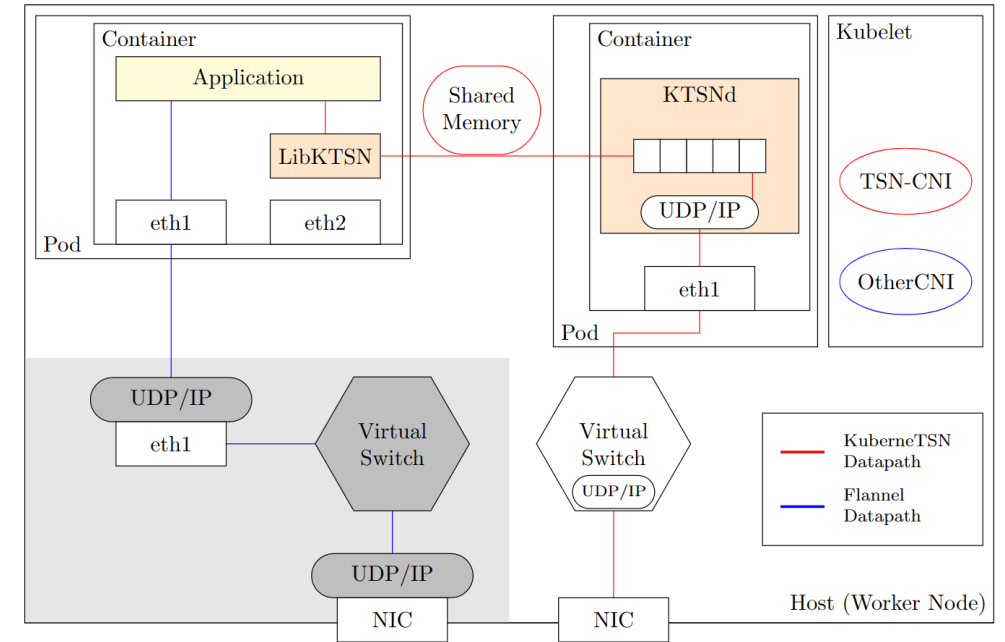 Container
Application
LibKTSN
eth1
eth2
Pod
Shared
Memory
Container
KTSNd
UDP/IP
eth1
Pod
Kubelet
TSN-CNI
OtherCNI
UDP/IP
eth1
Virtual
Switch
UDP/IP
NIC
Virtual
Switch
UDP/IP
NIC
KuberneTSN
Datapath
Flannel
Datapath
Host (Worker Node)